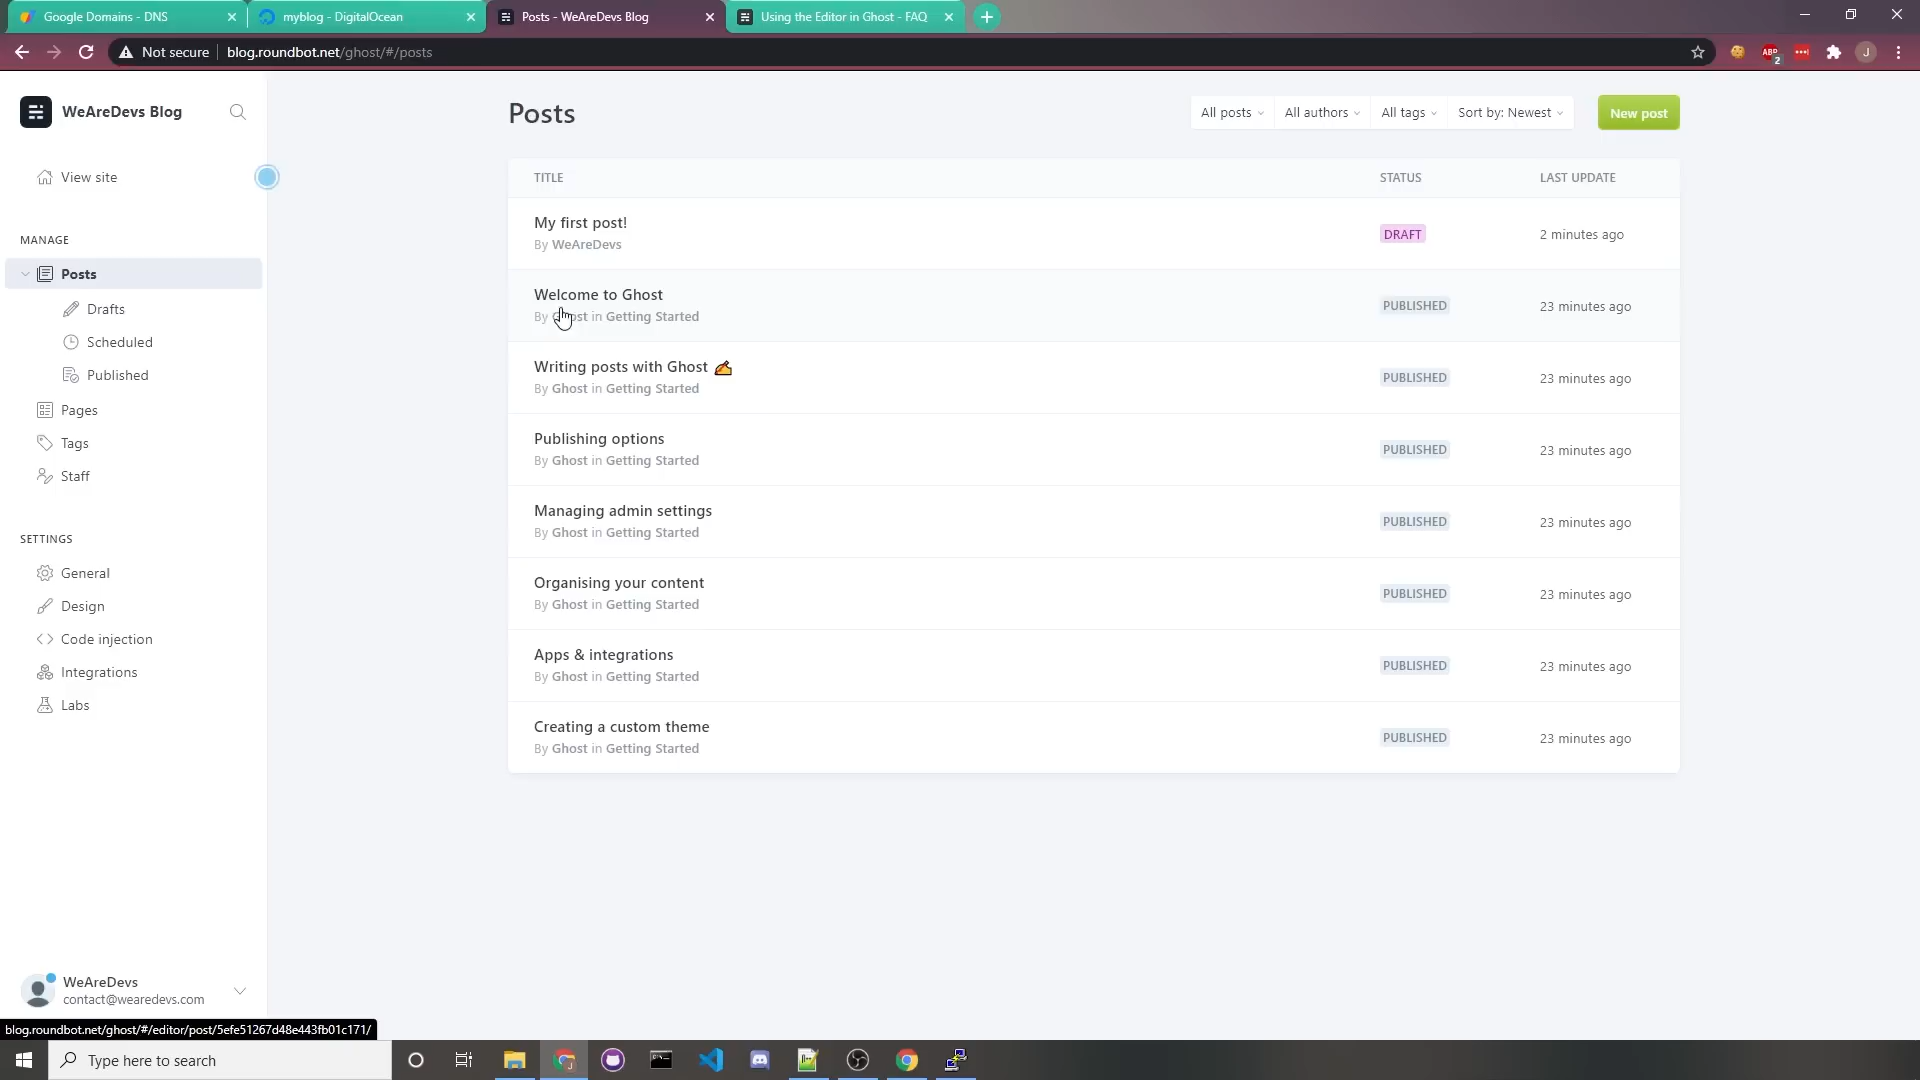 Google Domains - DNS
myblog - DigitalOcean
Posts - WeAreDevs Blog
Using the Editor in Ghost - FAQ
Not secure
blog.roundbot.net/ghost/#/posts
ABP
2
J
WeAreDevs Blog
View site
MANAGE
Posts
Drafts
Scheduled
Published
Pages
Tags
Staff
SETTINGS
General
Design
Code injection
Integrations
Labs
WeAreDevs
contact@wearedevs.com
Posts
All posts
All authors
All tags
Sort by: Newest
New post
TITLE STATUS LAST UPDATE
My first post!
By WeAreDevs
DRAFT
2 minutes ago
Welcome to Ghost
By Ghost in Getting Started
PUBLISHED
23 minutes ago
Writing posts with Ghost ✍
By Ghost in Getting Started
PUBLISHED
23 minutes ago
Publishing options
By Ghost in Getting Started
PUBLISHED
23 minutes ago
Managing admin settings
By Ghost in Getting Started
PUBLISHED
23 minutes ago
Organising your content
By Ghost in Getting Started
PUBLISHED
23 minutes ago
Apps & integrations
By Ghost in Getting Started
PUBLISHED
23 minutes ago
Creating a custom theme
By Ghost in Getting Started
PUBLISHED
23 minutes ago
blog.roundbot.net/ghost/#/editor/post/5efe51267d48e443fb01c171/
Type here to search